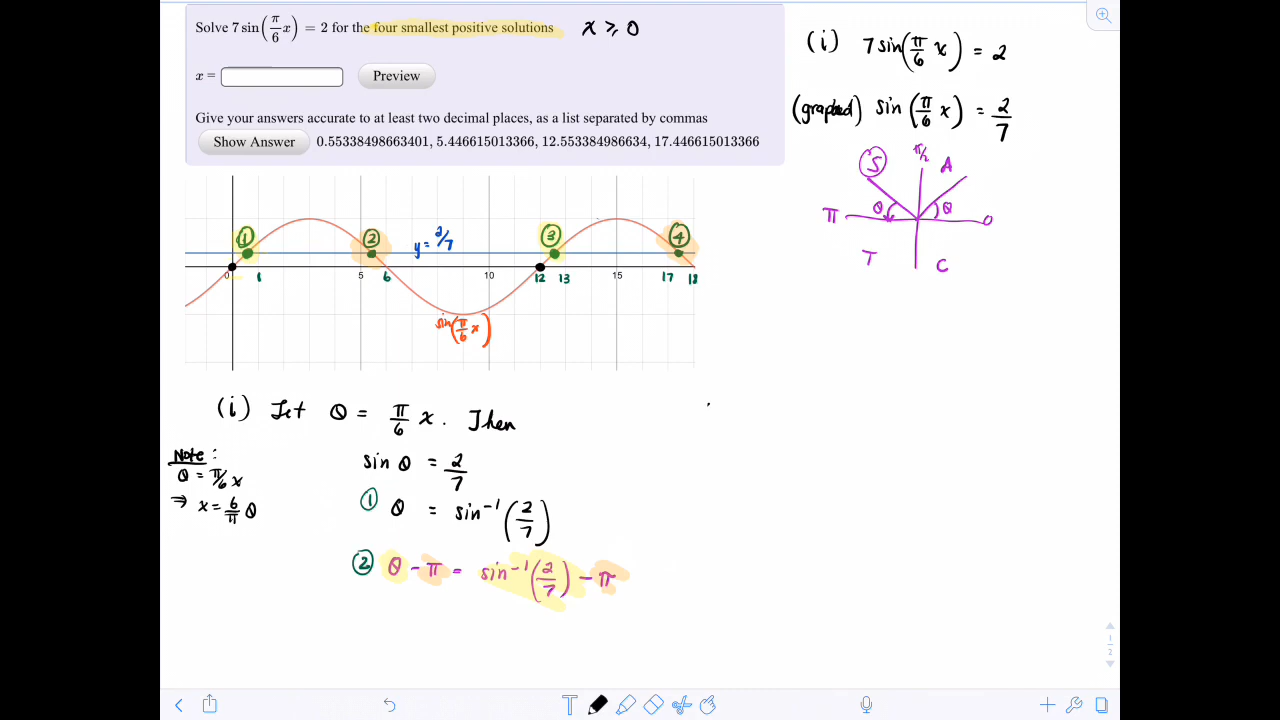 Solve 7 sin(π/6 x) = 2 for the four smallest positive solutions x ≥ 0
x =
Preview
Give your answers accurate to at least two decimal places, as a list separated by commas
Show Answer 0.55338498663401, 5.446615013366, 12.553384986634, 17.446615013366
① ② y = 2/7 ③ ④
0 5 10 15
1 6 12 13 17 18
sin(π/6 x)
(i) Let θ = π/6 x. Then
Note:
θ = π/6 x
⇒ x = 6/π θ
sin θ = 2/7
① θ = sin⁻¹(2/7)
② θ - π = sin⁻¹(2/7) - π
(i) 7 sin(π/6 x) = 2
(graphed) sin(π/6 x) = 2/7
π/2
S A
θ θ
π 0
T C
1
2
T